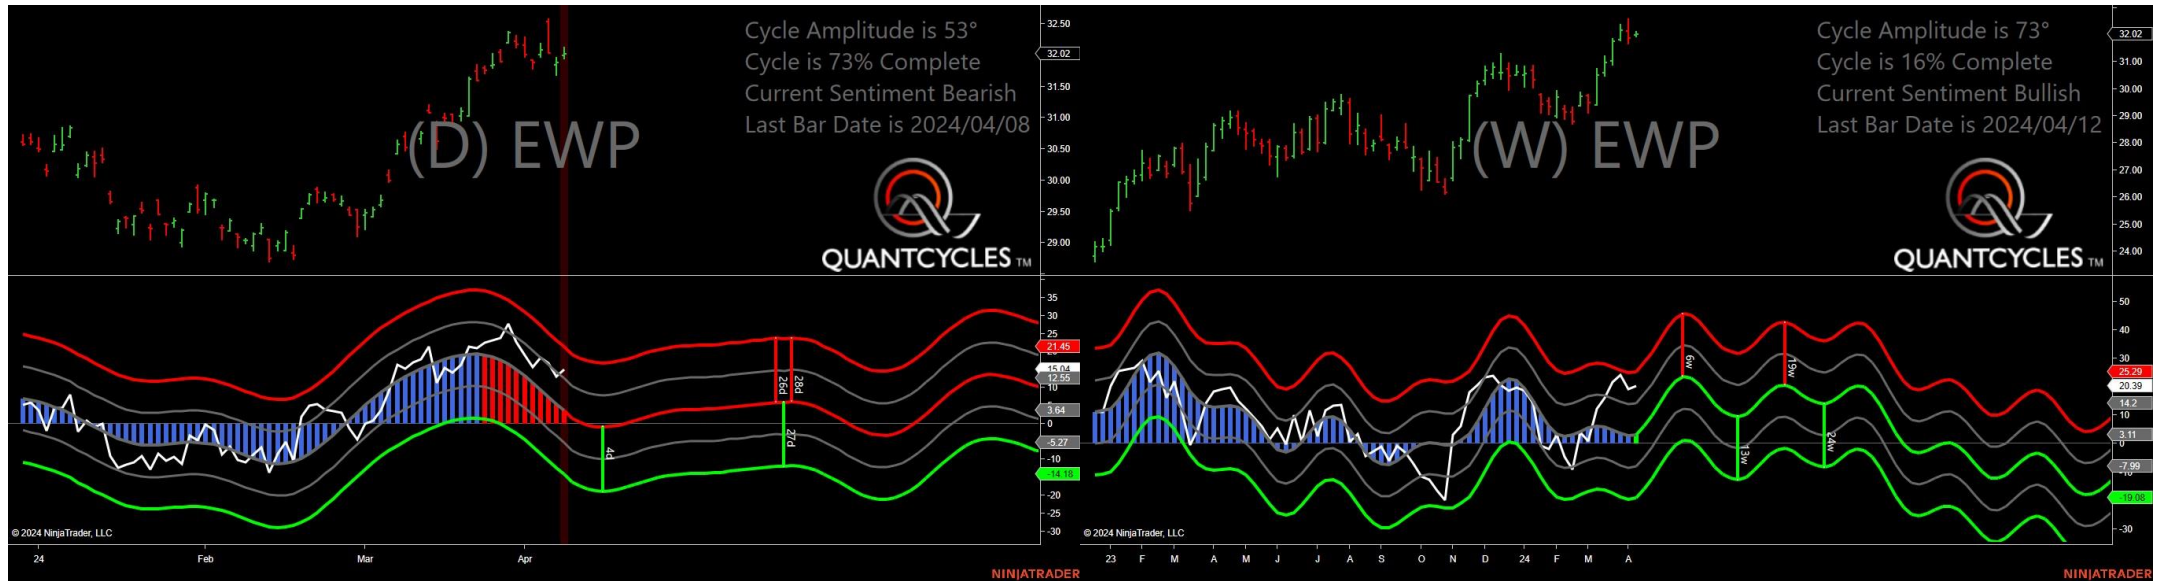 Cycle Amplitude is 53°
Cycle is 73% Complete
Current Sentiment Bearish
Last Bar Date is 2024/04/08
(D) EWP
QUANTCYCLES TM
32.50
32.02
31.50
31.00
30.50
30.00
29.50
29.00
35
30
25
21.45
15.04
12.55
10
3.64
0
-5.27
-10
-14.18
-20
-25
-30
4d
26d
28d
27d
© 2024 NinjaTrader, LLC
24 Feb Mar Apr
NINJATRADER
Cycle Amplitude is 73°
Cycle is 16% Complete
Current Sentiment Bullish
Last Bar Date is 2024/04/12
(W) EWP
QUANTCYCLES TM
32.02
31.00
30.00
29.00
28.00
27.00
26.00
25.00
24.00
50
40
30
25.29
20.39
14.2
10
3.11
0
-7.99
-19.08
-30
6w
19w
13w
24w
© 2024 NinjaTrader, LLC
23 F M A M J J A S O N D 24 F M A
NINJATRADER